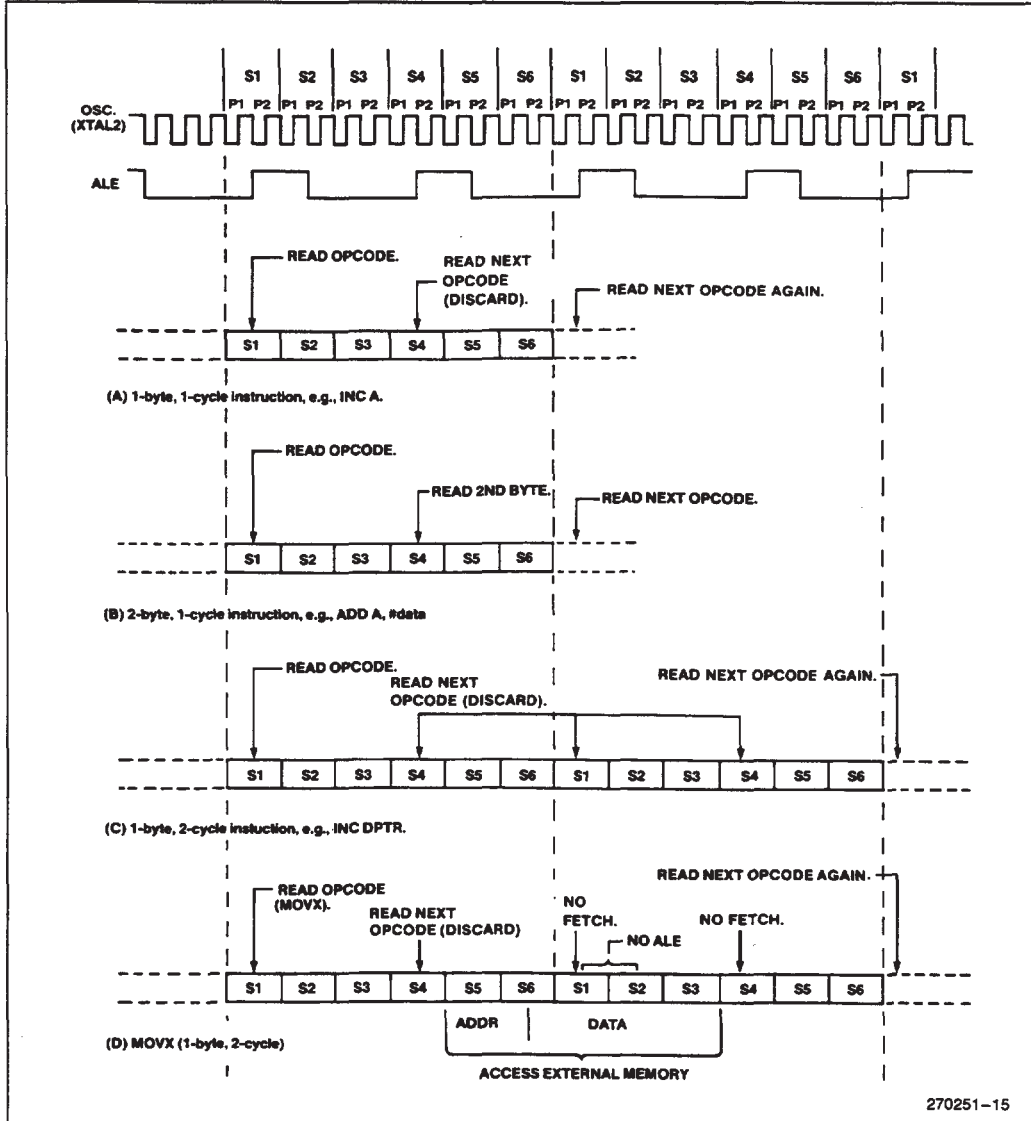 S1 S2 S3 S4 S5 S6 S1 S2 S3 S4 S5 S6 S1
P1 P2 P1 P2 P1 P2 P1 P2 P1 P2 P1 P2 P1 P2 P1 P2 P1 P2 P1 P2 P1 P2 P1 P2 P1 P2
OSC.
(XTAL2)
ALE
READ OPCODE.
READ NEXT
OPCODE
(DISCARD).
READ NEXT OPCODE AGAIN.
S1 S2 S3 S4 S5 S6
(A) 1-byte, 1-cycle instruction, e.g., INC A.
READ OPCODE.
READ 2ND BYTE.
READ NEXT OPCODE.
S1 S2 S3 S4 S5 S6
(B) 2-byte, 1-cycle instruction, e.g., ADD A, #data
READ OPCODE.
READ NEXT
OPCODE (DISCARD).
READ NEXT OPCODE AGAIN.
S1 S2 S3 S4 S5 S6 S1 S2 S3 S4 S5 S6
(C) 1-byte, 2-cycle instuction, e.g., INC DPTR.
READ OPCODE
(MOVX).
READ NEXT
OPCODE (DISCARD)
NO
FETCH.
NO ALE
NO FETCH.
READ NEXT OPCODE AGAIN.
S1 S2 S3 S4 S5 S6 S1 S2 S3 S4 S5 S6
ADDR DATA
(D) MOVX (1-byte, 2-cycle)
ACCESS EXTERNAL MEMORY
270251-15